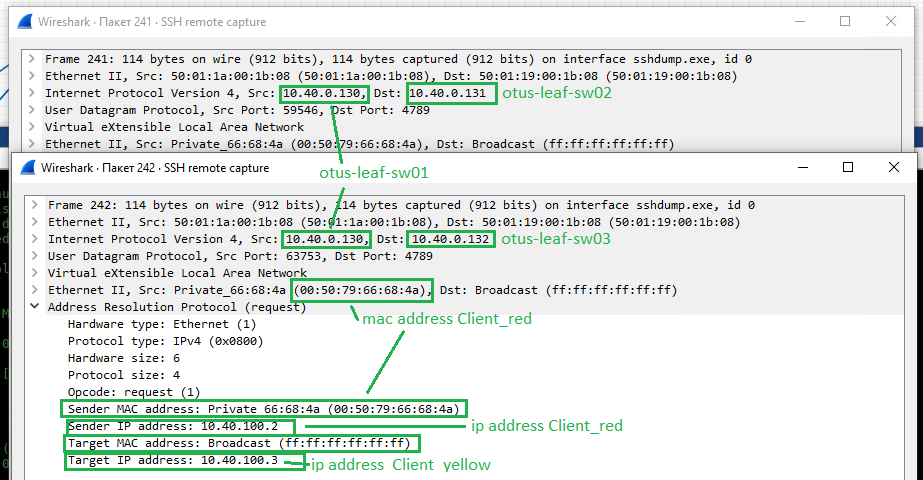 Wireshark · Пакет 241 · SSH remote capture
Frame 241: 114 bytes on wire (912 bits), 114 bytes captured (912 bits) on interface sshdump.exe, id 0
Ethernet II, Src: 50:01:1a:00:1b:08 (50:01:1a:00:1b:08), Dst: 50:01:19:00:1b:08 (50:01:19:00:1b:08)
Internet Protocol Version 4, Src: 10.40.0.130, Dst: 10.40.0.131 otus-leaf-sw02
User Datagram Protocol, Src Port: 59546, Dst Port: 4789
Virtual eXtensible Local Area Network
Ethernet II, Src: Private_66:68:4a (00:50:79:66:68:4a), Dst: Broadcast (ff:ff:ff:ff:ff:ff)
Wireshark · Пакет 242 · SSH remote capture
otus-leaf-sw01
Frame 242: 114 bytes on wire (912 bits), 114 bytes captured (912 bits) on interface sshdump.exe, id 0
Ethernet II, Src: 50:01:1a:00:1b:08 (50:01:1a:00:1b:08), Dst: 50:01:19:00:1b:08 (50:01:19:00:1b:08)
Internet Protocol Version 4, Src: 10.40.0.130, Dst: 10.40.0.132 otus-leaf-sw03
User Datagram Protocol, Src Port: 63753, Dst Port: 4789
Virtual eXtensible Local Area Network
Ethernet II, Src: Private_66:68:4a (00:50:79:66:68:4a), Dst: Broadcast (ff:ff:ff:ff:ff:ff)
Address Resolution Protocol (request)
mac address Client_red
Hardware type: Ethernet (1)
Protocol type: IPv4 (0x0800)
Hardware size: 6
Protocol size: 4
Opcode: request (1)
Sender MAC address: Private 66:68:4a (00:50:79:66:68:4a)
Sender IP address: 10.40.100.2 ip address Client_red
Target MAC address: Broadcast (ff:ff:ff:ff:ff:ff)
Target IP address: 10.40.100.3 ip address Client_yellow